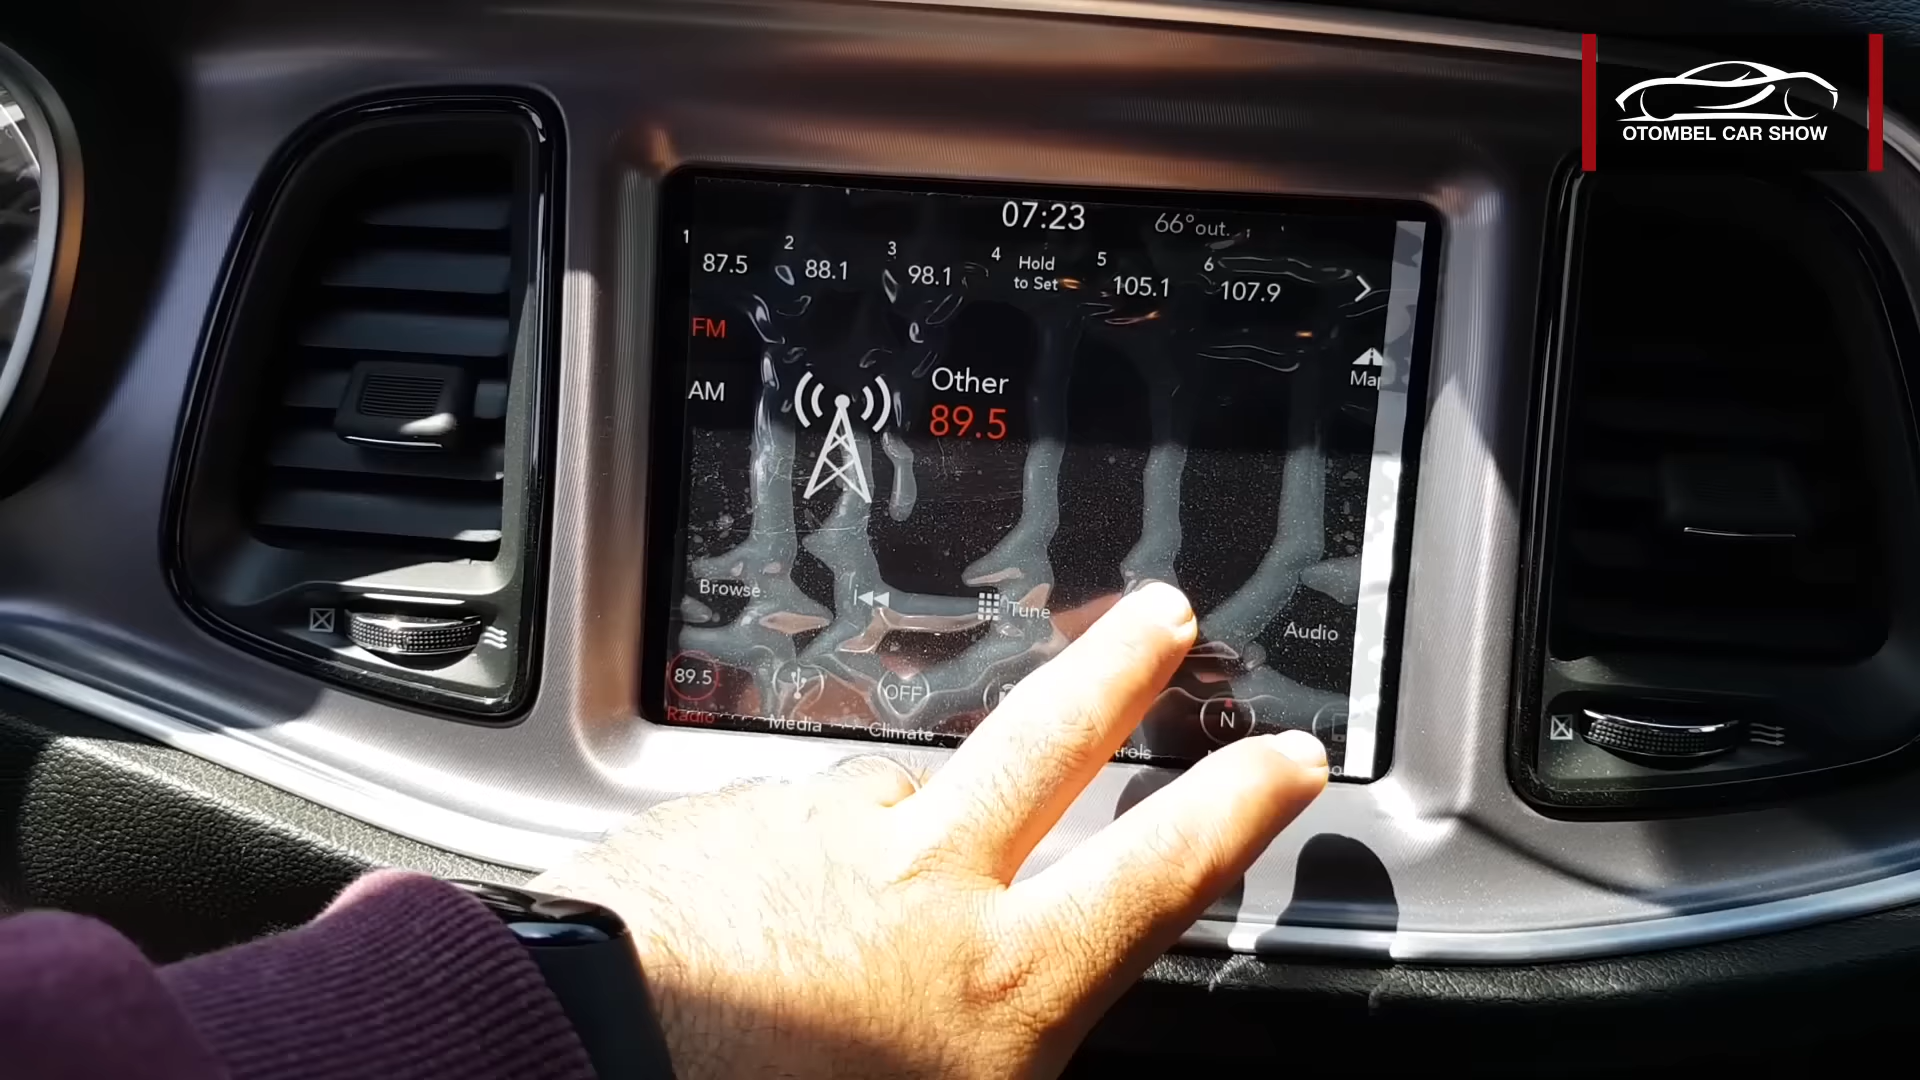 OTOMBEL CAR SHOW
07:23
66° out.
1 87.5
2 88.1
3 98.1
4 Hold to Set
5 105.1
6 107.9
FM
AM
Other
89.5
Map
Browse
Tune
Audio
89.5
OFF
N
Radio
Media
Climate